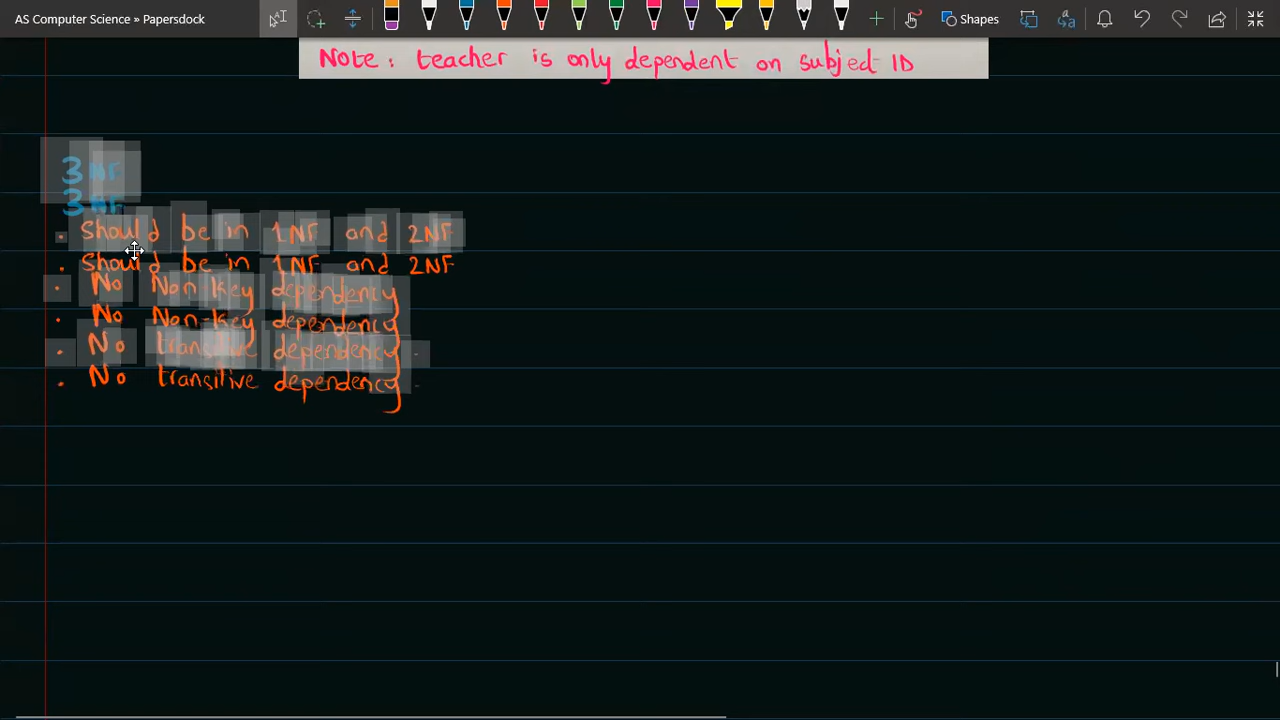 AS Computer Science » Papersdock
Shapes
Note: teacher is only dependent on subject ID
3NF
3NF
. Should be in 1NF and 2NF
. Should be in 1NF and 2NF
. No Non-key dependency
. No Non-key dependency
. No transitive dependency.
. No transitive dependency.